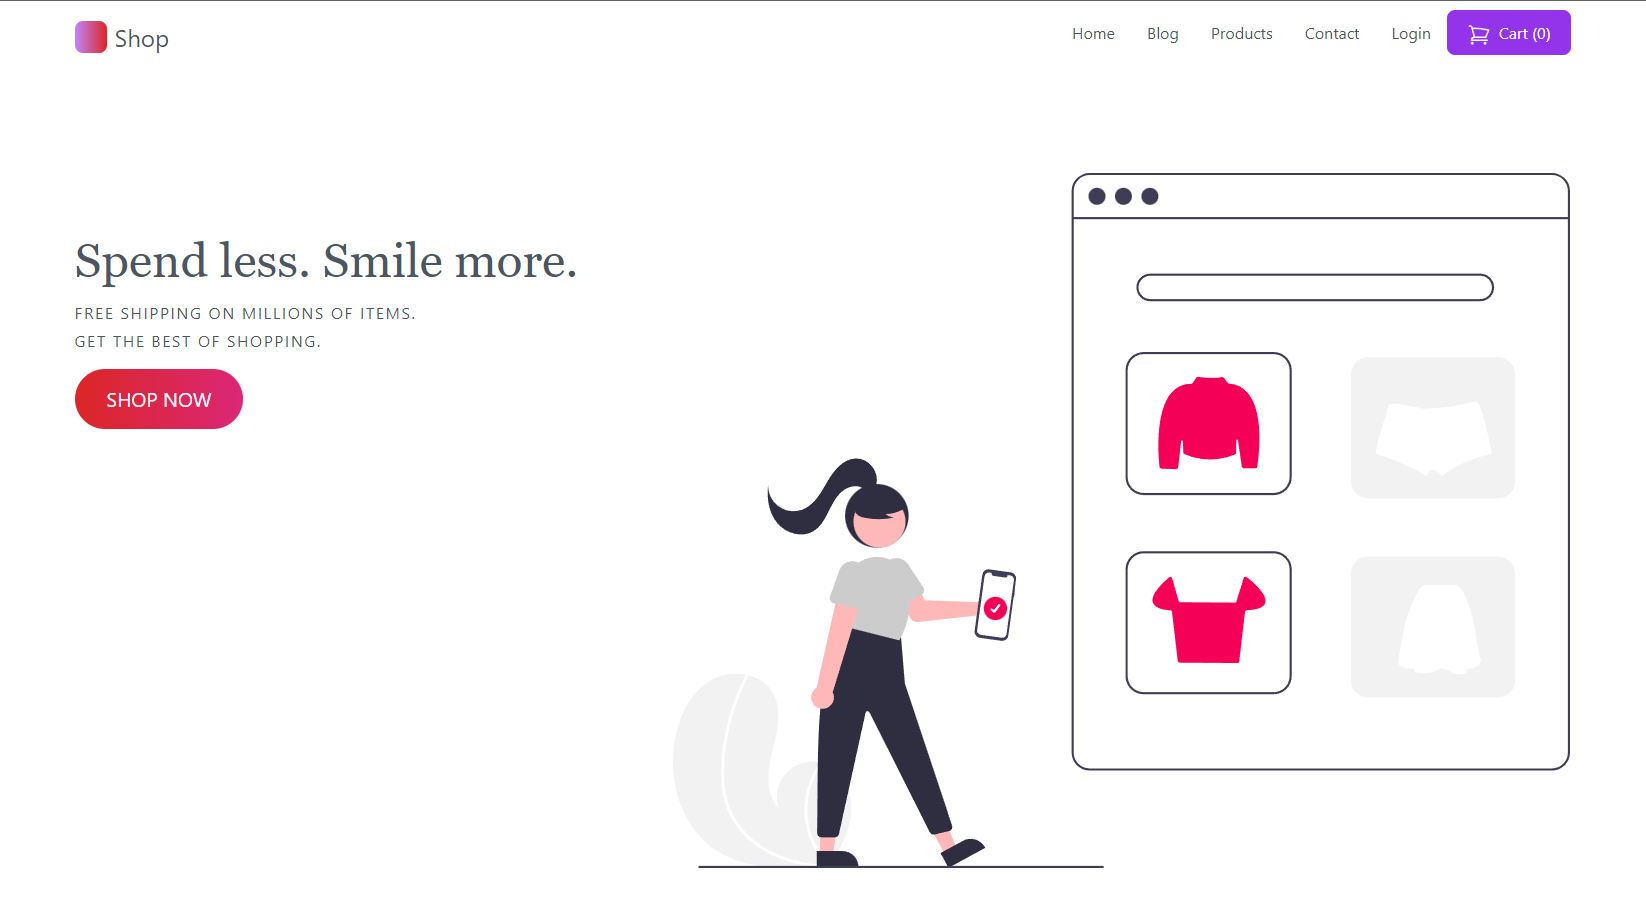 Shop
Home Blog Products Contact Login Cart (0)
Spend less. Smile more.
FREE SHIPPING ON MILLIONS OF ITEMS.
GET THE BEST OF SHOPPING.
SHOP NOW